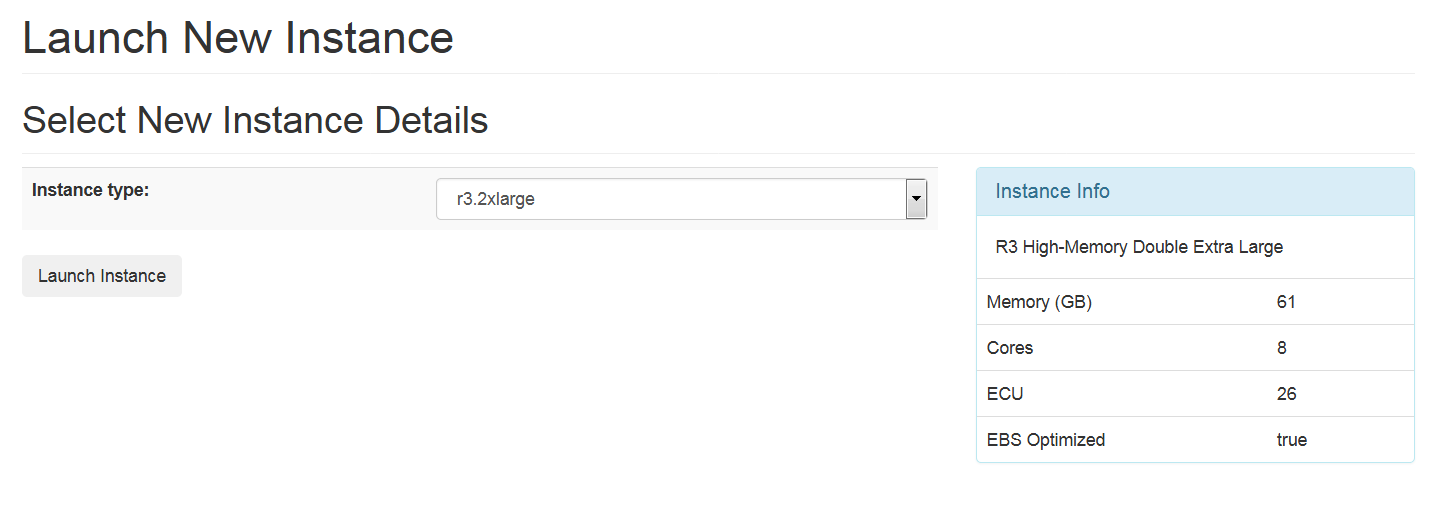 Launch New Instance
Select New Instance Details
Instance type:
r3.2xlarge
Launch Instance
Instance Info
R3 High-Memory Double Extra Large
Memory (GB) 61
Cores 8
ECU 26
EBS Optimized true